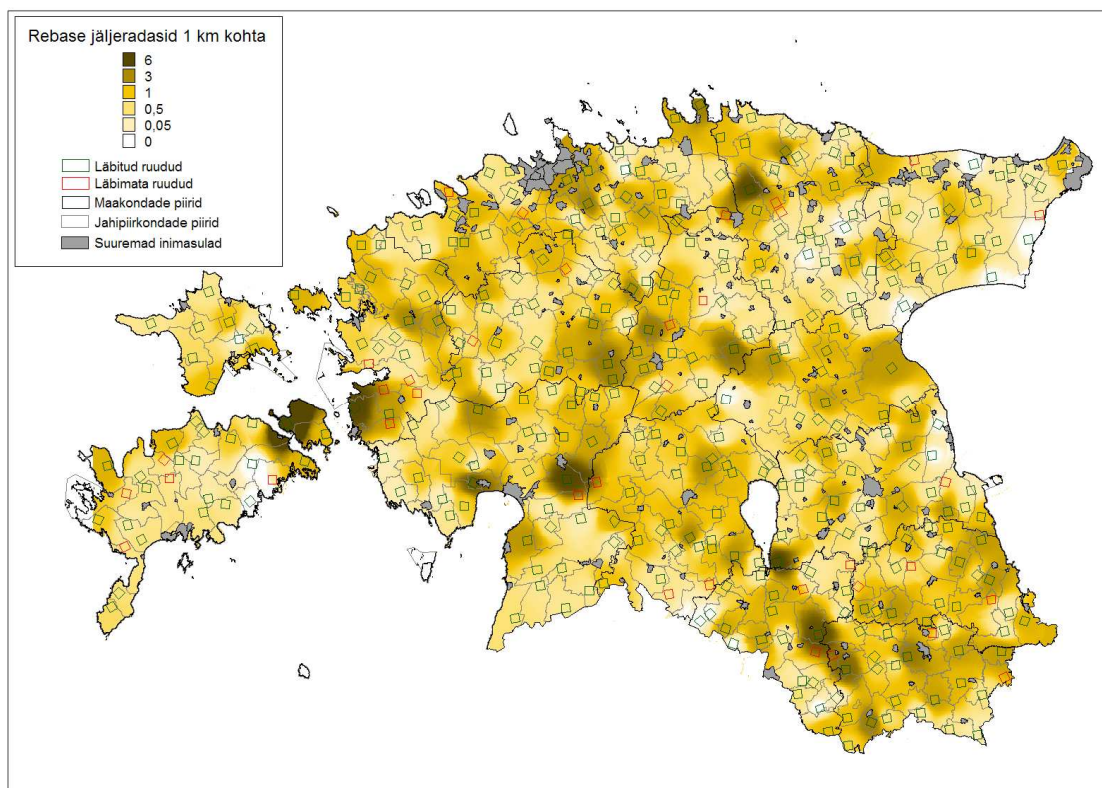 Rebase jäljeradasid 1 km kohta
6
3
1
0,5
0,05
0
Läbitud ruudud
Läbimata ruudud
Maakondade piirid
Jahipiirkondade piirid
Suuremad inimasulad